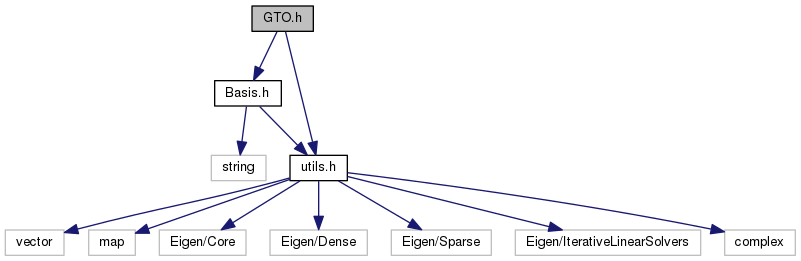 GTO.h
Basis.h
string
utils.h
vector
map
Eigen/Core
Eigen/Dense
Eigen/Sparse
Eigen/IterativeLinearSolvers
complex